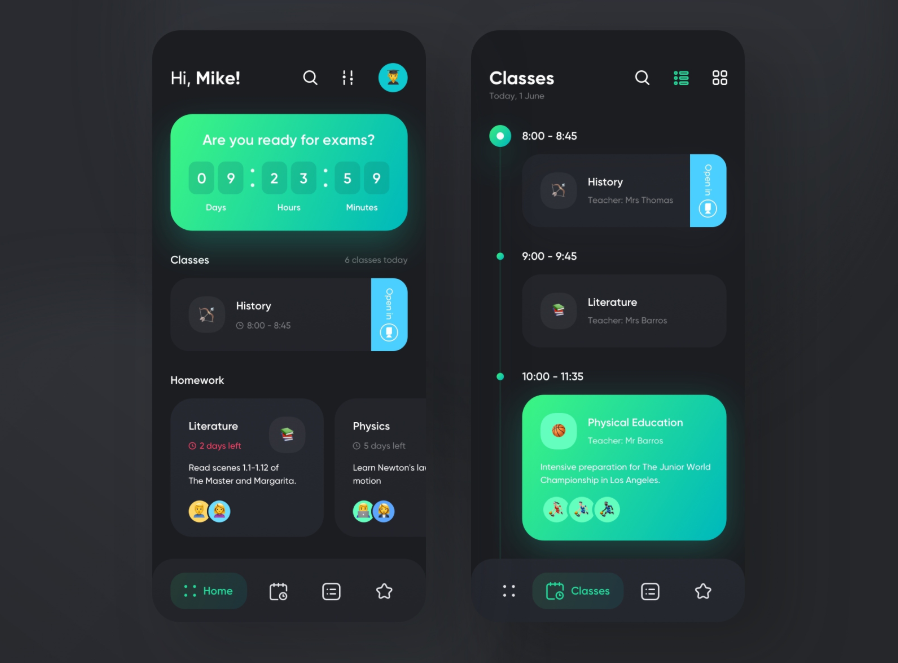 Hi, Mike!
Are you ready for exams?
0 9 : 2 3 : 5 9
Days Hours Minutes
Classes 6 classes today
History
8:00 - 8:45
Open in
Homework
Literature
2 days left
Read scenes 1.1-1.12 of
The Master and Margarita.
Physics
5 days left
Learn Newton's
motion
Home
Classes
Today, 1 June
8:00 - 8:45
History
Teacher: Mrs Thomas
Open in
9:00 - 9:45
Literature
Teacher: Mrs Barros
10:00 - 11:35
Physical Education
Teacher: Mr Barros
Intensive preparation for The Junior World
Championship in Los Angeles.
Classes